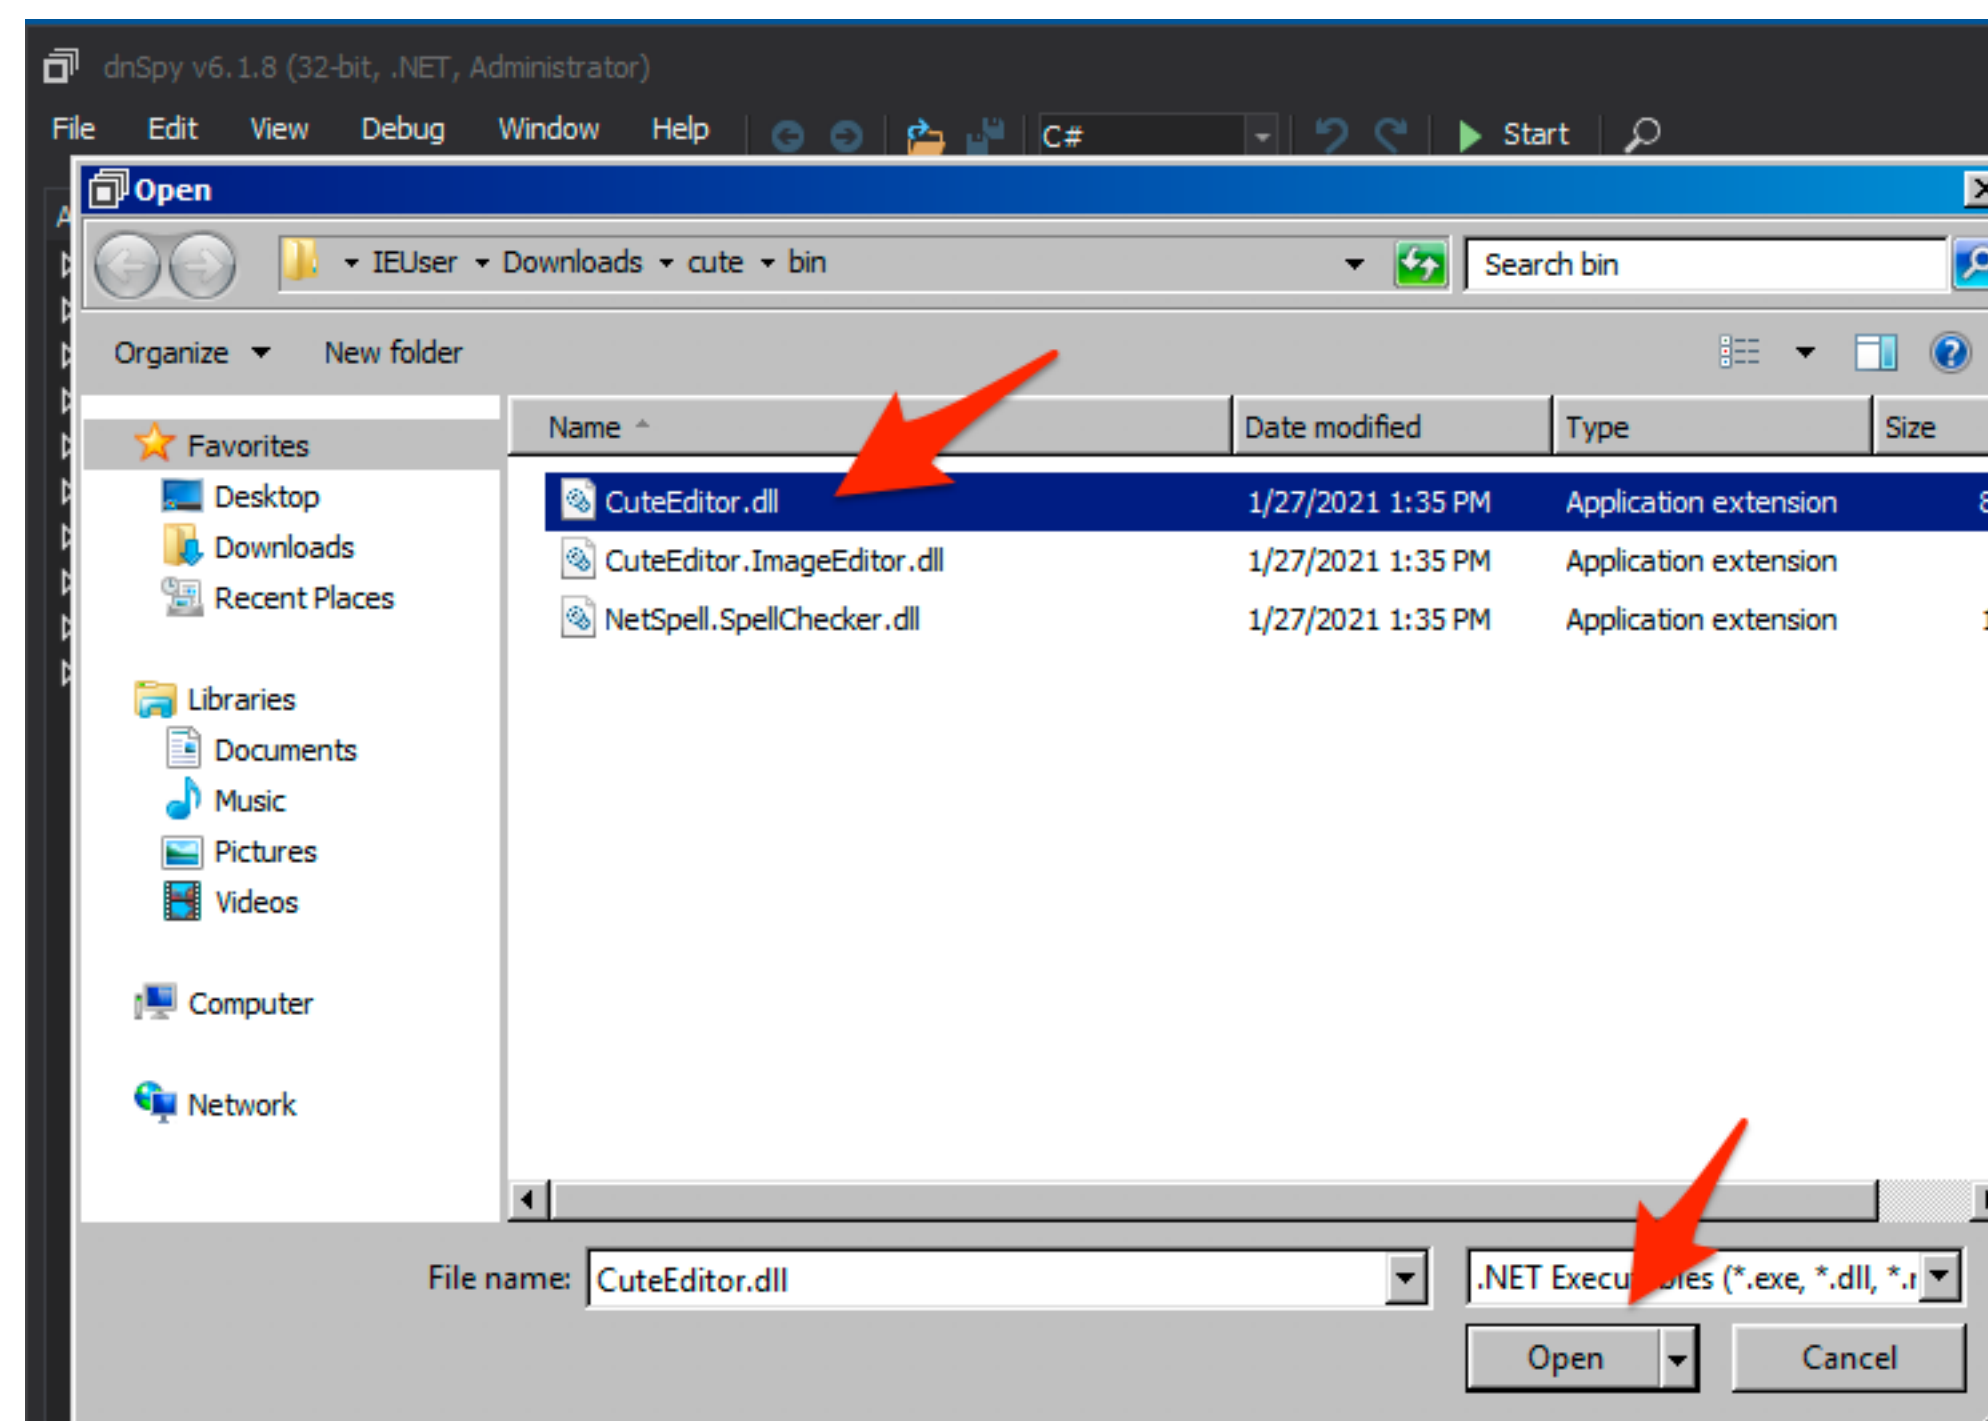 dnSpy v6.1.8 (32-bit, .NET, Administrator)
File Edit View Debug Window Help C# Start
Open
IEUser Downloads cute bin Search bin
Organize New folder
Name Date modified Type Size
Favorites
Desktop
Downloads
Recent Places
Libraries
Documents
Music
Pictures
Videos
Computer
Network
CuteEditor.dll 1/27/2021 1:35 PM Application extension
CuteEditor.ImageEditor.dll 1/27/2021 1:35 PM Application extension
NetSpell.SpellChecker.dll 1/27/2021 1:35 PM Application extension
File name: CuteEditor.dll .NET (*.exe, *.dll,
Open Cancel